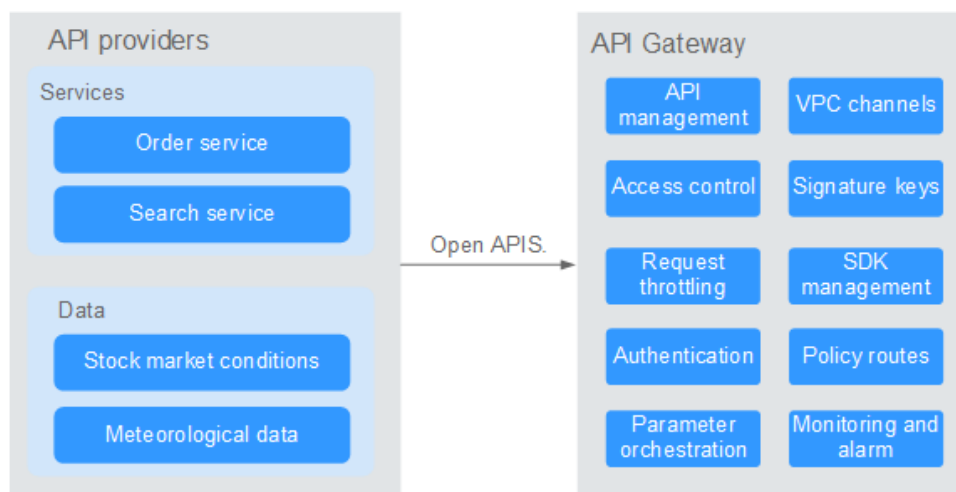 API providers
Services
Order service
Search service
Data
Stock market conditions
Meteorological data
Open APIS.
API Gateway
API
management
VPC channels
Access control
Signature keys
Request
throttling
SDK
management
Authentication
Policy routes
Parameter
orchestration
Monitoring and
alarm